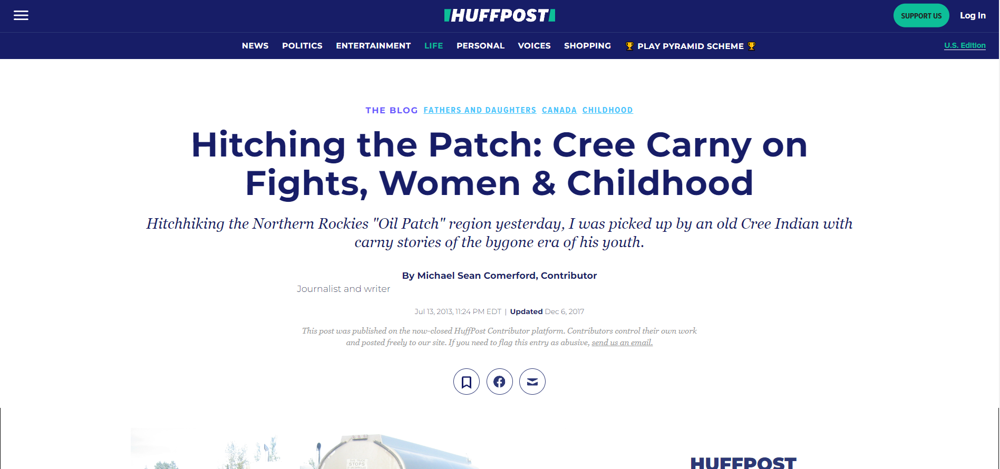 HUFFPOST
SUPPORT US
Log In
NEWS POLITICS ENTERTAINMENT LIFE PERSONAL VOICES SHOPPING 🏆 PLAY PYRAMID SCHEME 🏆
U.S. Edition
THE BLOG FATHERS AND DAUGHTERS CANADA CHILDHOOD
Hitching the Patch: Cree Carny on
Fights, Women & Childhood
Hitchhiking the Northern Rockies "Oil Patch" region yesterday, I was picked up by an old Cree Indian with
carny stories of the bygone era of his youth.
By Michael Sean Comerford, Contributor
Journalist and writer
Jul 13, 2013, 11:24 PM EDT | Updated Dec 6, 2017
This post was published on the now-closed HuffPost Contributor platform. Contributors control their own work
and posted freely to our site. If you need to flag this entry as abusive, send us an email.
THIS TRUCK
STOPS
HUFFPOST